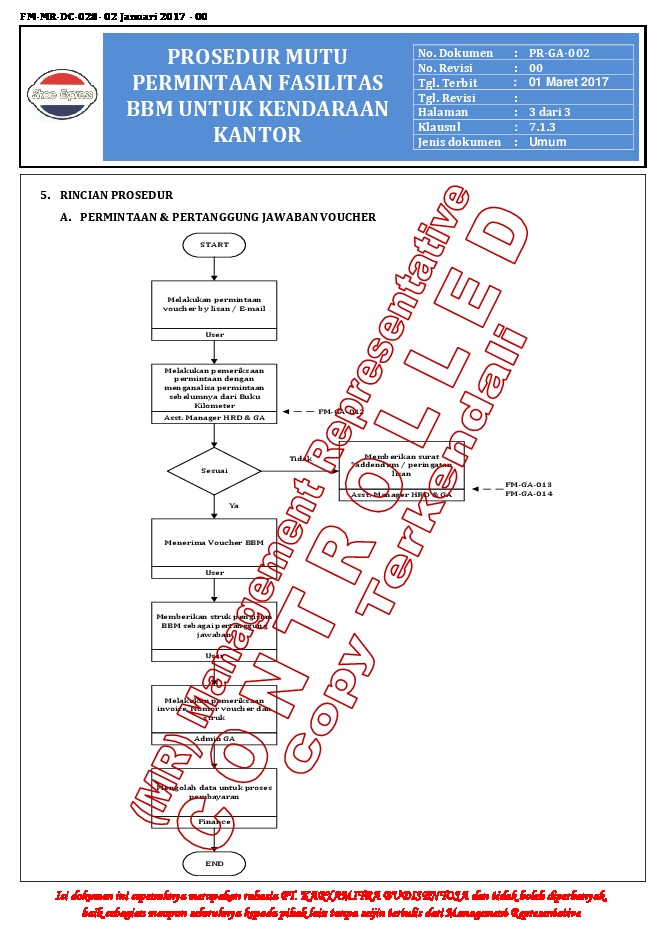 FM-MR-DC-028- 02 Januari 2017 - 00
Shoe Express
PROSEDUR MUTU
PERMINTAAN FASILITAS
BBM UNTUK KENDARAAN
KANTOR
No. Dokumen : PR-GA-002
No. Revisi : 00
Tgl. Terbit : 01 Maret 2017
Tgl. Revisi :
Halaman : 3 dari 3
Klausul : 7.1.3
Jenis dokumen : Umum
5. RINCIAN PROSEDUR
A. PERMINTAAN & PERTANGGUNG JAWABAN VOUCHER
START
Melakukan permintaan
voucher by lisan / E-mail
User
Melakukan pemeriksaan
permintaan dengan
menganalisa permintaan
sebelumnya dari Buku
Kilometer
Asst. Manager HRD & GA
FM-GA-012
Sesuai
Tidak
Memberikan surat
addendum / peringatan
lisan
Asst. Manager HRD & GA
FM-GA-013
FM-GA-014
Ya
Menerima Voucher BBM
User
Memberikan struk pengisian
BBM sebagai pertanggung
jawaban
User
Melakukan pemeriksaan
invoice, Nomor voucher dan
struk
Admin GA
Mengolah data untuk proses
pembayaran
Finance
END
(MR) Management Representative
CONTROLLED
Copy Terkendali
Isi dokumen ini sepenuhnya merupakan rahasia PT. KARYAMITRA BUDISENTOSA dan tidak boleh diperbanyak,
baik sebagian maupun seluruhnya kepada pihak lain tanpa seijin tertulis dari Management Representative